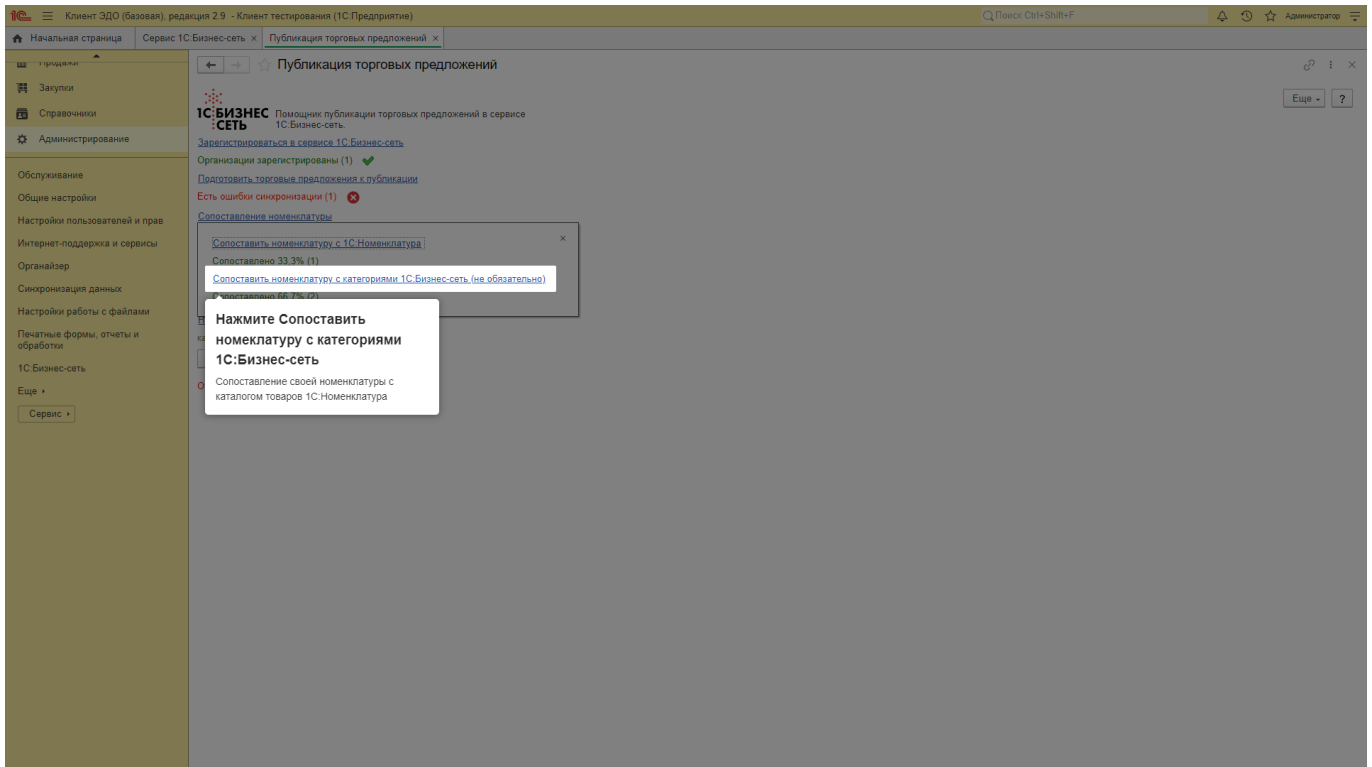 1С Клиент ЭДО (базовая), редакция 2.9 - Клиент тестирования (1С:Предприятие)
Поиск Ctrl+Shift+F
Администратор
Начальная страница
Сервис 1С:Бизнес-сеть ×
Публикация торговых предложений ×
Продажи
Закупки
Справочники
Администрирование
Обслуживание
Общие настройки
Настройки пользователей и прав
Интернет-поддержка и сервисы
Органайзер
Синхронизация данных
Настройки работы с файлами
Печатные формы, отчеты и
обработки
1С:Бизнес-сеть
Еще
Сервис
Публикация торговых предложений
Еще
?
1С:БИЗНЕС
СЕТЬ
Помощник публикации торговых предложений в сервисе
1С:Бизнес-сеть.
Зарегистрироваться в сервисе 1С:Бизнес-сеть
Организации зарегистрированы (1)
Подготовить торговые предложения к публикации
Есть ошибки синхронизации (1)
Сопоставление номенклатуры
Сопоставить номенклатуру с 1С:Номенклатура
Сопоставлено 33.3% (1)
Сопоставить номенклатуру с категориями 1С:Бизнес-сеть (не обязательно)
Сопоставлено 66.7% (2)
Нажмите Сопоставить
номеклатуру с категориями
1С:Бизнес-сеть
Сопоставление своей номенклатуры с
каталогом товаров 1С:Номенклатура